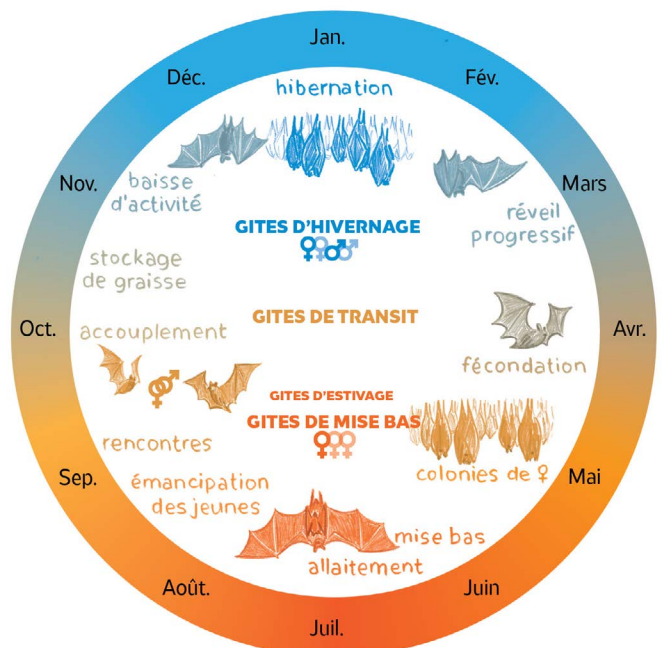 Jan.
Déc.
Fév.
hibernation
Nov.
baisse
d'activité
Mars
réveil
progressif
GITES D'HIVERNAGE
stockage
de graisse
Oct.
accouplement
GITES DE TRANSIT
Avr.
fécondation
GITES D'ESTIVAGE
GITES DE MISE BAS
rencontres
colonies de ♀
Sep.
émancipation
des jeunes
Mai
mise bas
allaitement
Août.
Juin
Juil.